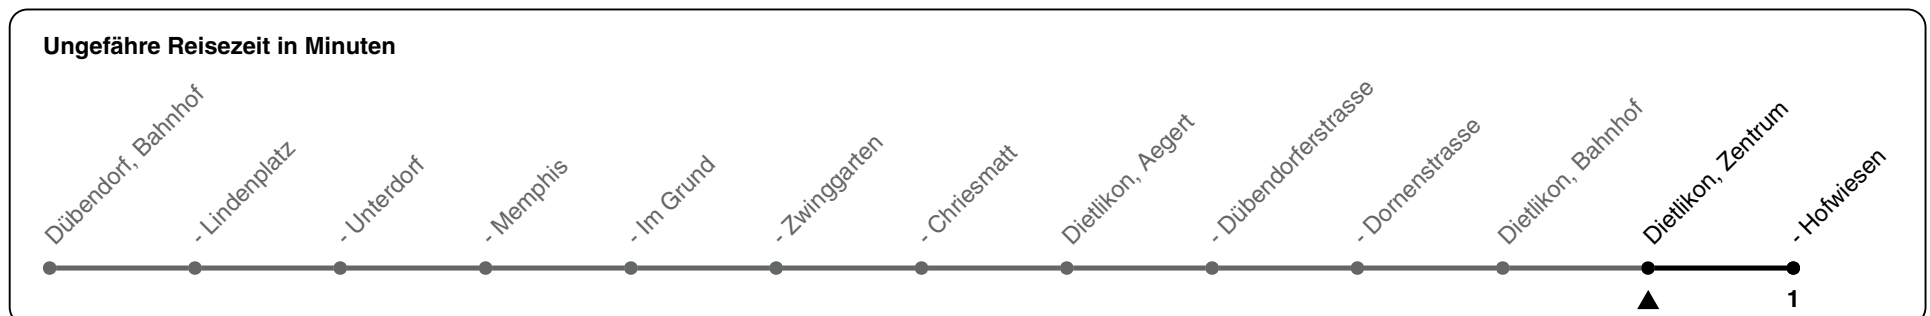 Ungefähre Reisezeit in Minuten
Dübendorf, Bahnhof
- Lindenplatz
- Unterdorf
- Memphis
- Im Grund
- Zwinggarten
- Chriesmatt
Dietlikon, Aegert
- Dübendorferstrasse
- Dornenstrasse
Dietlikon, Bahnhof
Dietlikon, Zentrum
- Hofwiesen
1